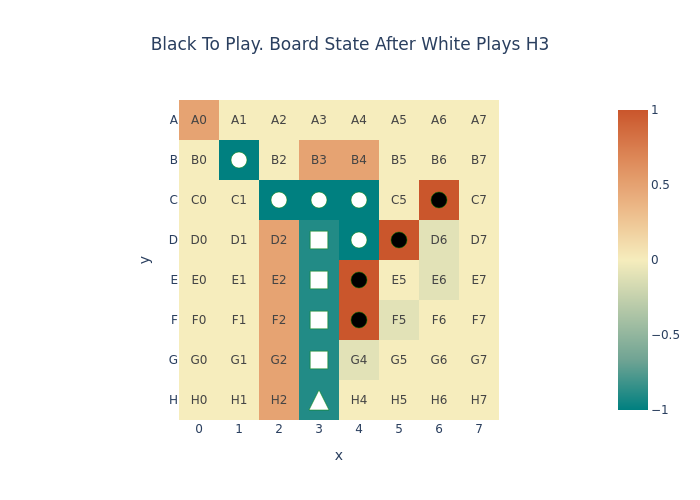 Black To Play. Board State After White Plays H3
A A0 A1 A2 A3 A4 A5 A6 A7
B B0 B2 B3 B4 B5 B6 B7
C C0 C1 C5 C7
D D0 D1 D2 D6 D7
E E0 E1 E2 E5 E6 E7
F F0 F1 F2 F5 F6 F7
G G0 G1 G2 G4 G5 G6 G7
H H0 H1 H2 H4 H5 H6 H7
0 1 2 3 4 5 6 7
x
y
1
0.5
0
−0.5
−1